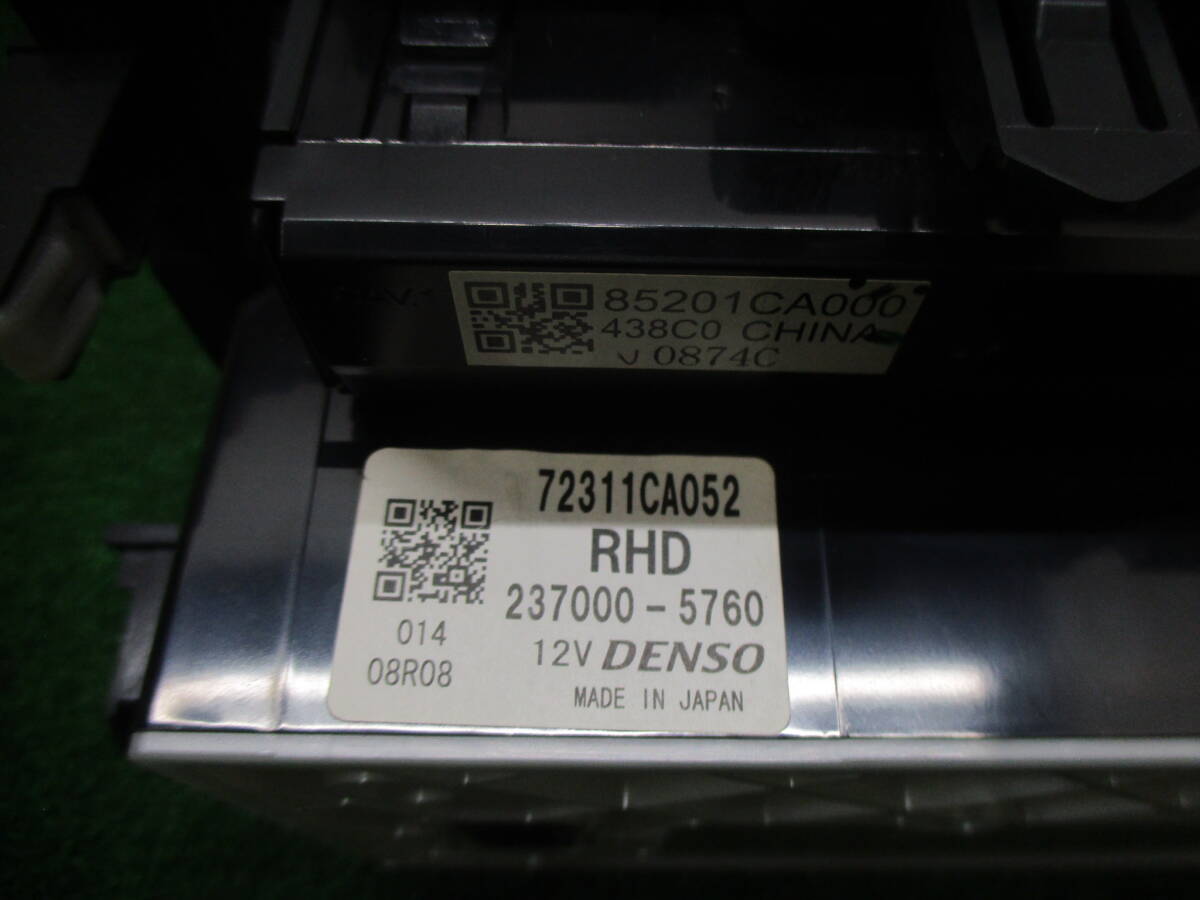 85201CA000
438C0 CHINA
0874C
72311CA052
RHD
237000-5760
014
12V DENSO
08R08
MADE IN JAPAN